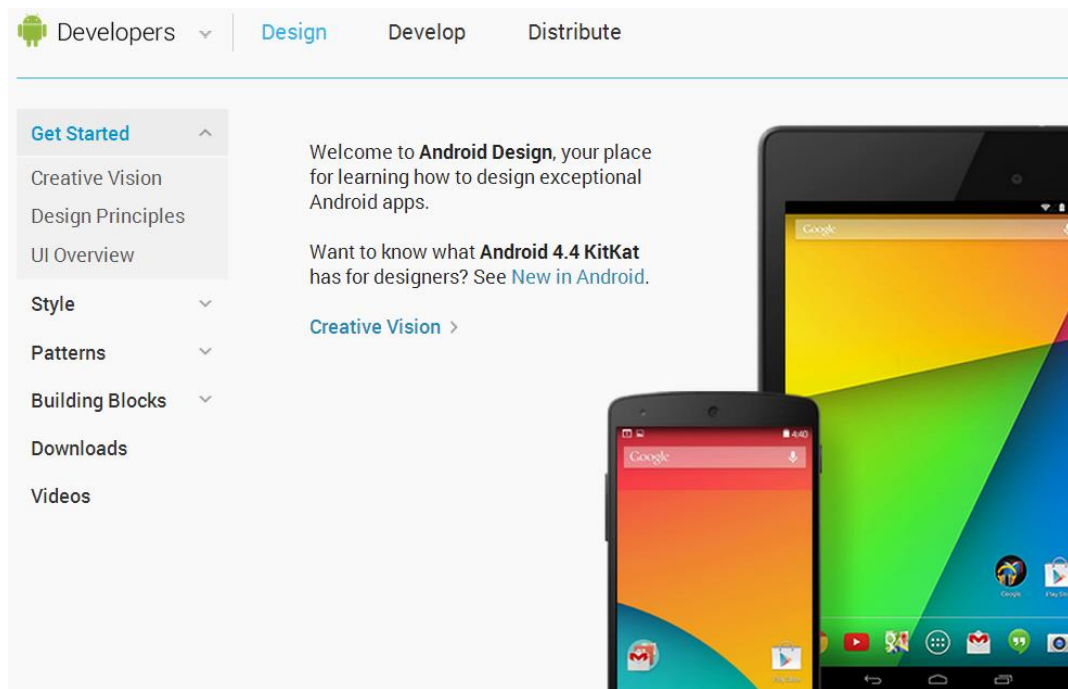 Developers
Design
Develop
Distribute
Get Started
Creative Vision
Design Principles
UI Overview
Style
Patterns
Building Blocks
Downloads
Videos
Welcome to Android Design, your place
for learning how to design exceptional
Android apps.
Want to know what Android 4.4 KitKat
has for designers? See New in Android.
Creative Vision
Google
4:40
Google
Google